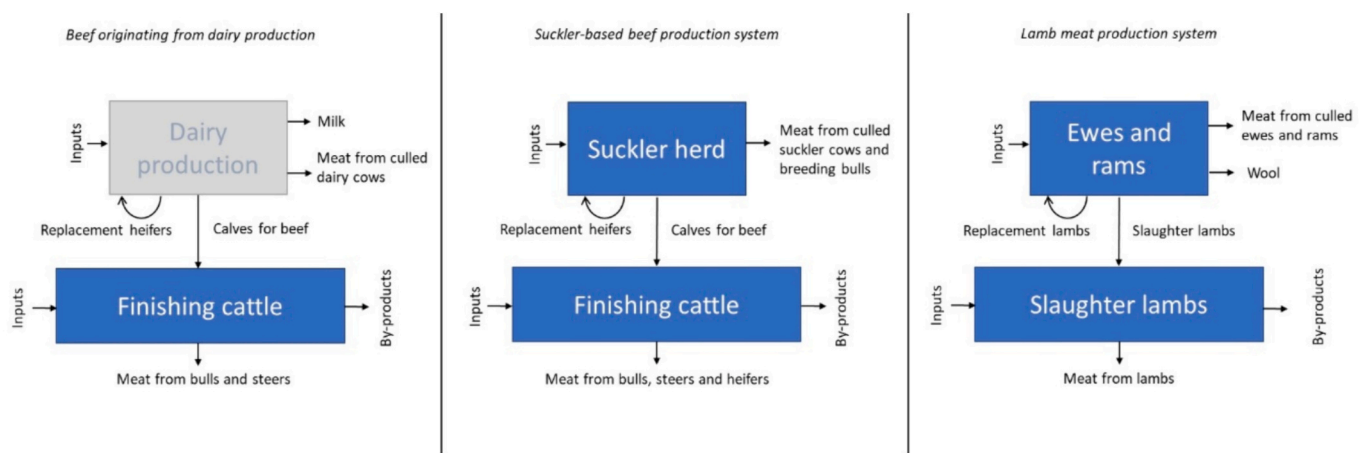 Beef originating from dairy production
Inputs
Dairy
production
Milk
Meat from culled
dairy cows
Replacement heifers
Calves for beef
Inputs
Finishing cattle
By-products
Meat from bulls and steers
Suckler-based beef production system
Inputs
Suckler herd
Meat from culled
suckler cows and
breeding bulls
Replacement heifers
Calves for beef
Inputs
Finishing cattle
By-products
Meat from bulls, steers and heifers
Lamb meat production system
Inputs
Ewes and
rams
Meat from culled
ewes and rams
Wool
Replacement lambs
Slaughter lambs
Inputs
Slaughter lambs
By-products
Meat from lambs